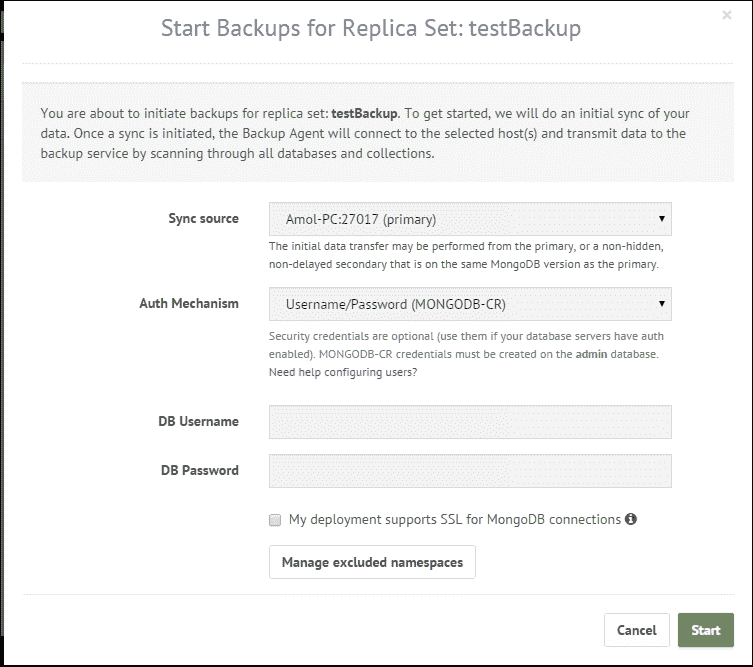 Start Backups for Replica Set: testBackup
×
You are about to initiate backups for replica set: testBackup. To get started, we will do an initial sync of your
data. Once a sync is initiated, the Backup Agent will connect to the selected host(s) and transmit data to the
backup service by scanning through all databases and collections.
Sync source
Amol-PC:27017 (primary)
The initial data transfer may be performed from the primary, or a non-hidden,
non-delayed secondary that is on the same MongoDB version as the primary.
Auth Mechanism
Username/Password (MONGODB-CR)
Security credentials are optional (use them if your database servers have auth
enabled). MONGODB-CR credentials must be created on the admin database.
Need help configuring users?
DB Username
DB Password
My deployment supports SSL for MongoDB connections
Manage excluded namespaces
Cancel
Start